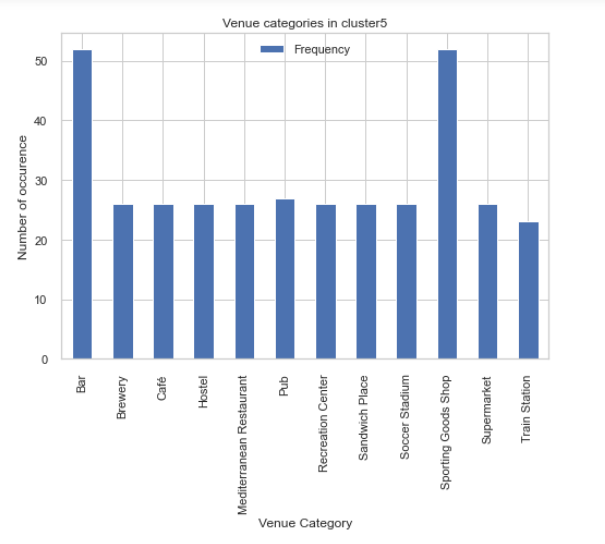 Venue categories in cluster5
Frequency
Number of occurence
50
40
30
20
10
0
Bar
Brewery
Café
Hostel
Mediterranean Restaurant
Pub
Recreation Center
Sandwich Place
Soccer Stadium
Sporting Goods Shop
Supermarket
Train Station
Venue Category